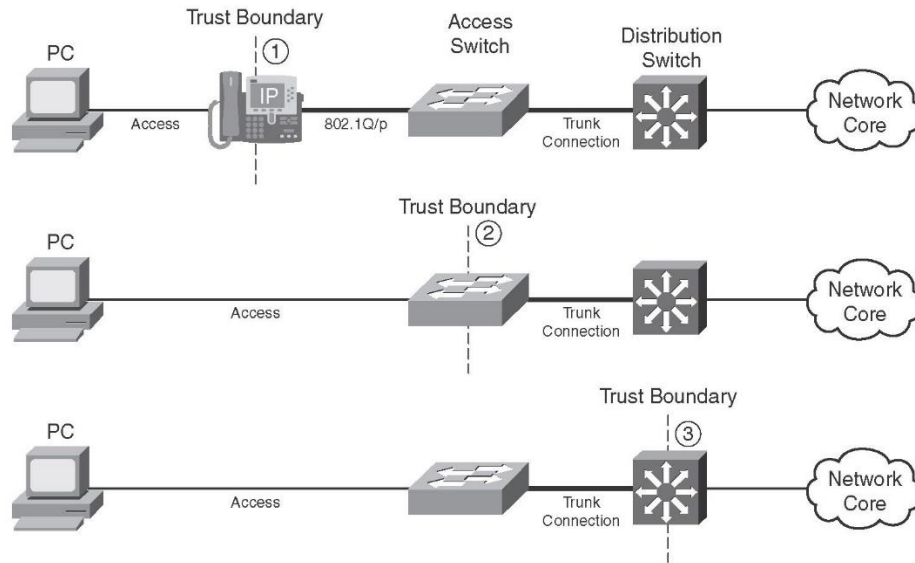 Trust Boundary
①
Access
Switch
Distribution
Switch
PC
IP
Access
802.1Q/p
Trunk
Connection
Network
Core
Trust Boundary
②
PC
Access
Trunk
Connection
Network
Core
Trust Boundary
③
PC
Access
Trunk
Connection
Network
Core